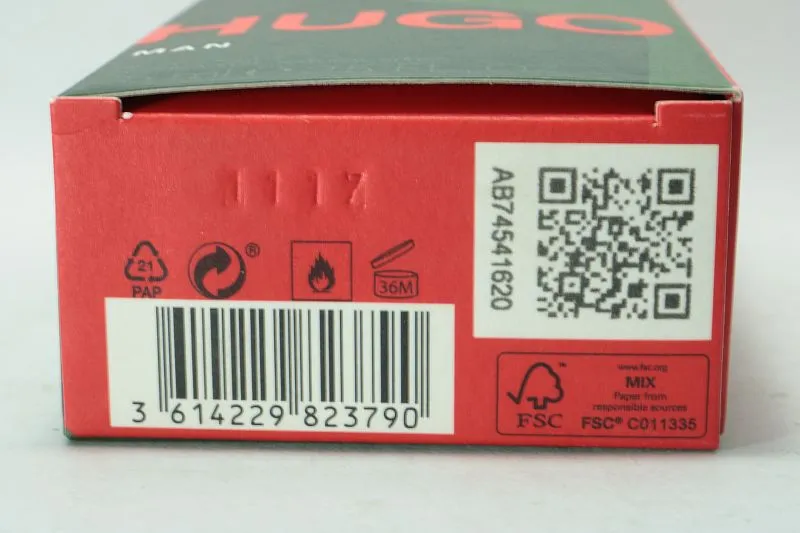 HUGO
MAN
1117
AB74541620
21
PAP
®
36M
3 614229 823790
FSC
™
www.fsc.org
MIX
Paper from
responsible sources
FSC® C011335